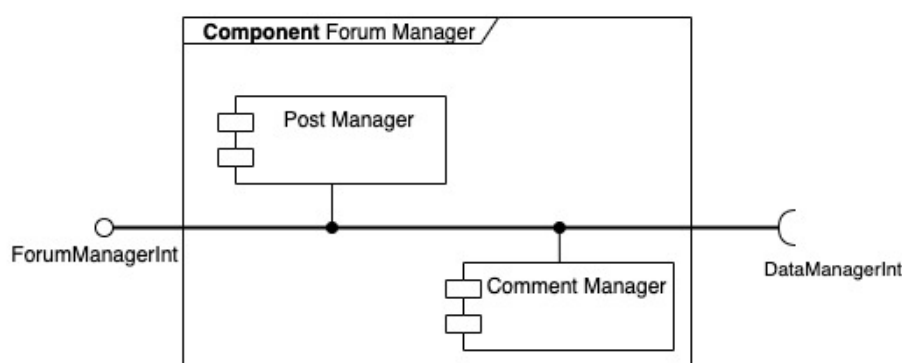 Component Forum Manager
Post Manager
ForumManagerInt
DataManagerInt
Comment Manager